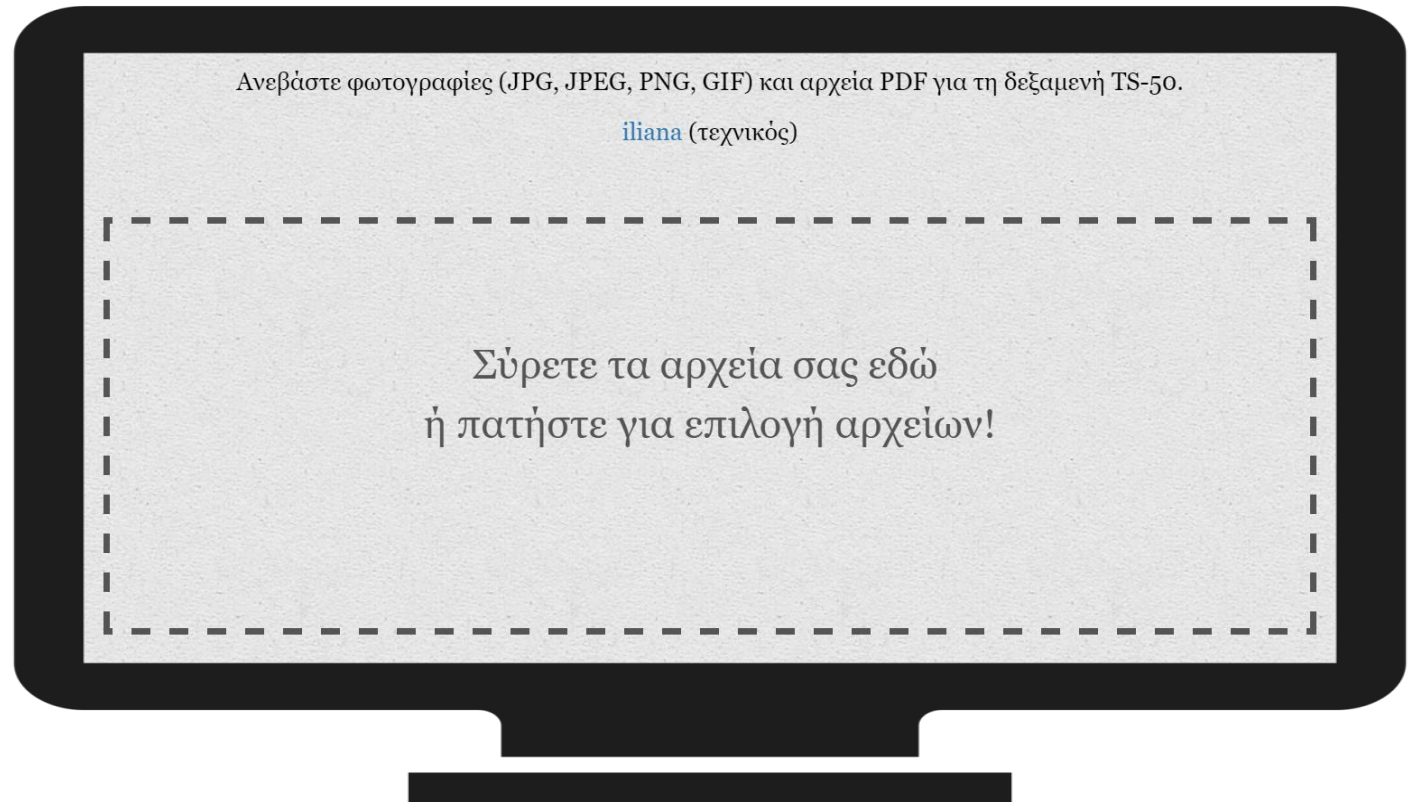 Ανεβάστε φωτογραφίες (JPG, JPEG, PNG, GIF) και αρχεία PDF για τη δεξαμενή TS-50.
iliana (τεχνικός)
Σύρετε τα αρχεία σας εδώ
ή πατήστε για επιλογή αρχείων!